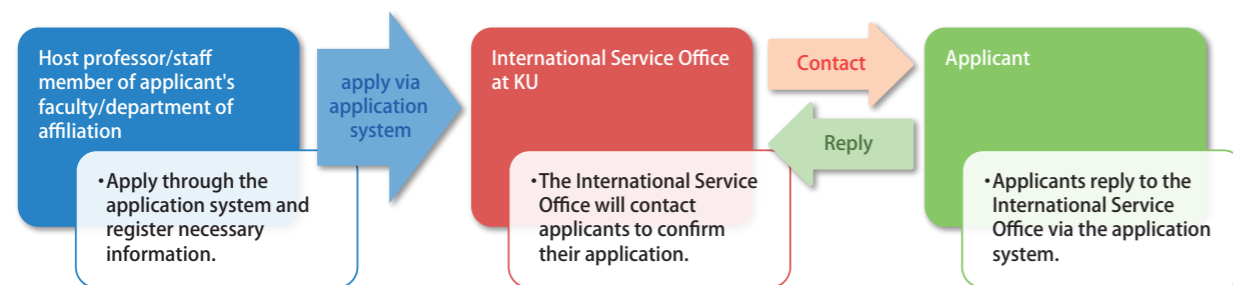 Host professor/staff
member of applicant's
faculty/department of
affiliation
・Apply through the
application system and
register necessary
information.
apply via
application
system
International Service Office
at KU
・The International Service
Office will contact
applicants to confirm
their application.
Contact
Reply
Applicant
・Applicants reply to the
International Service
Office via the application
system.